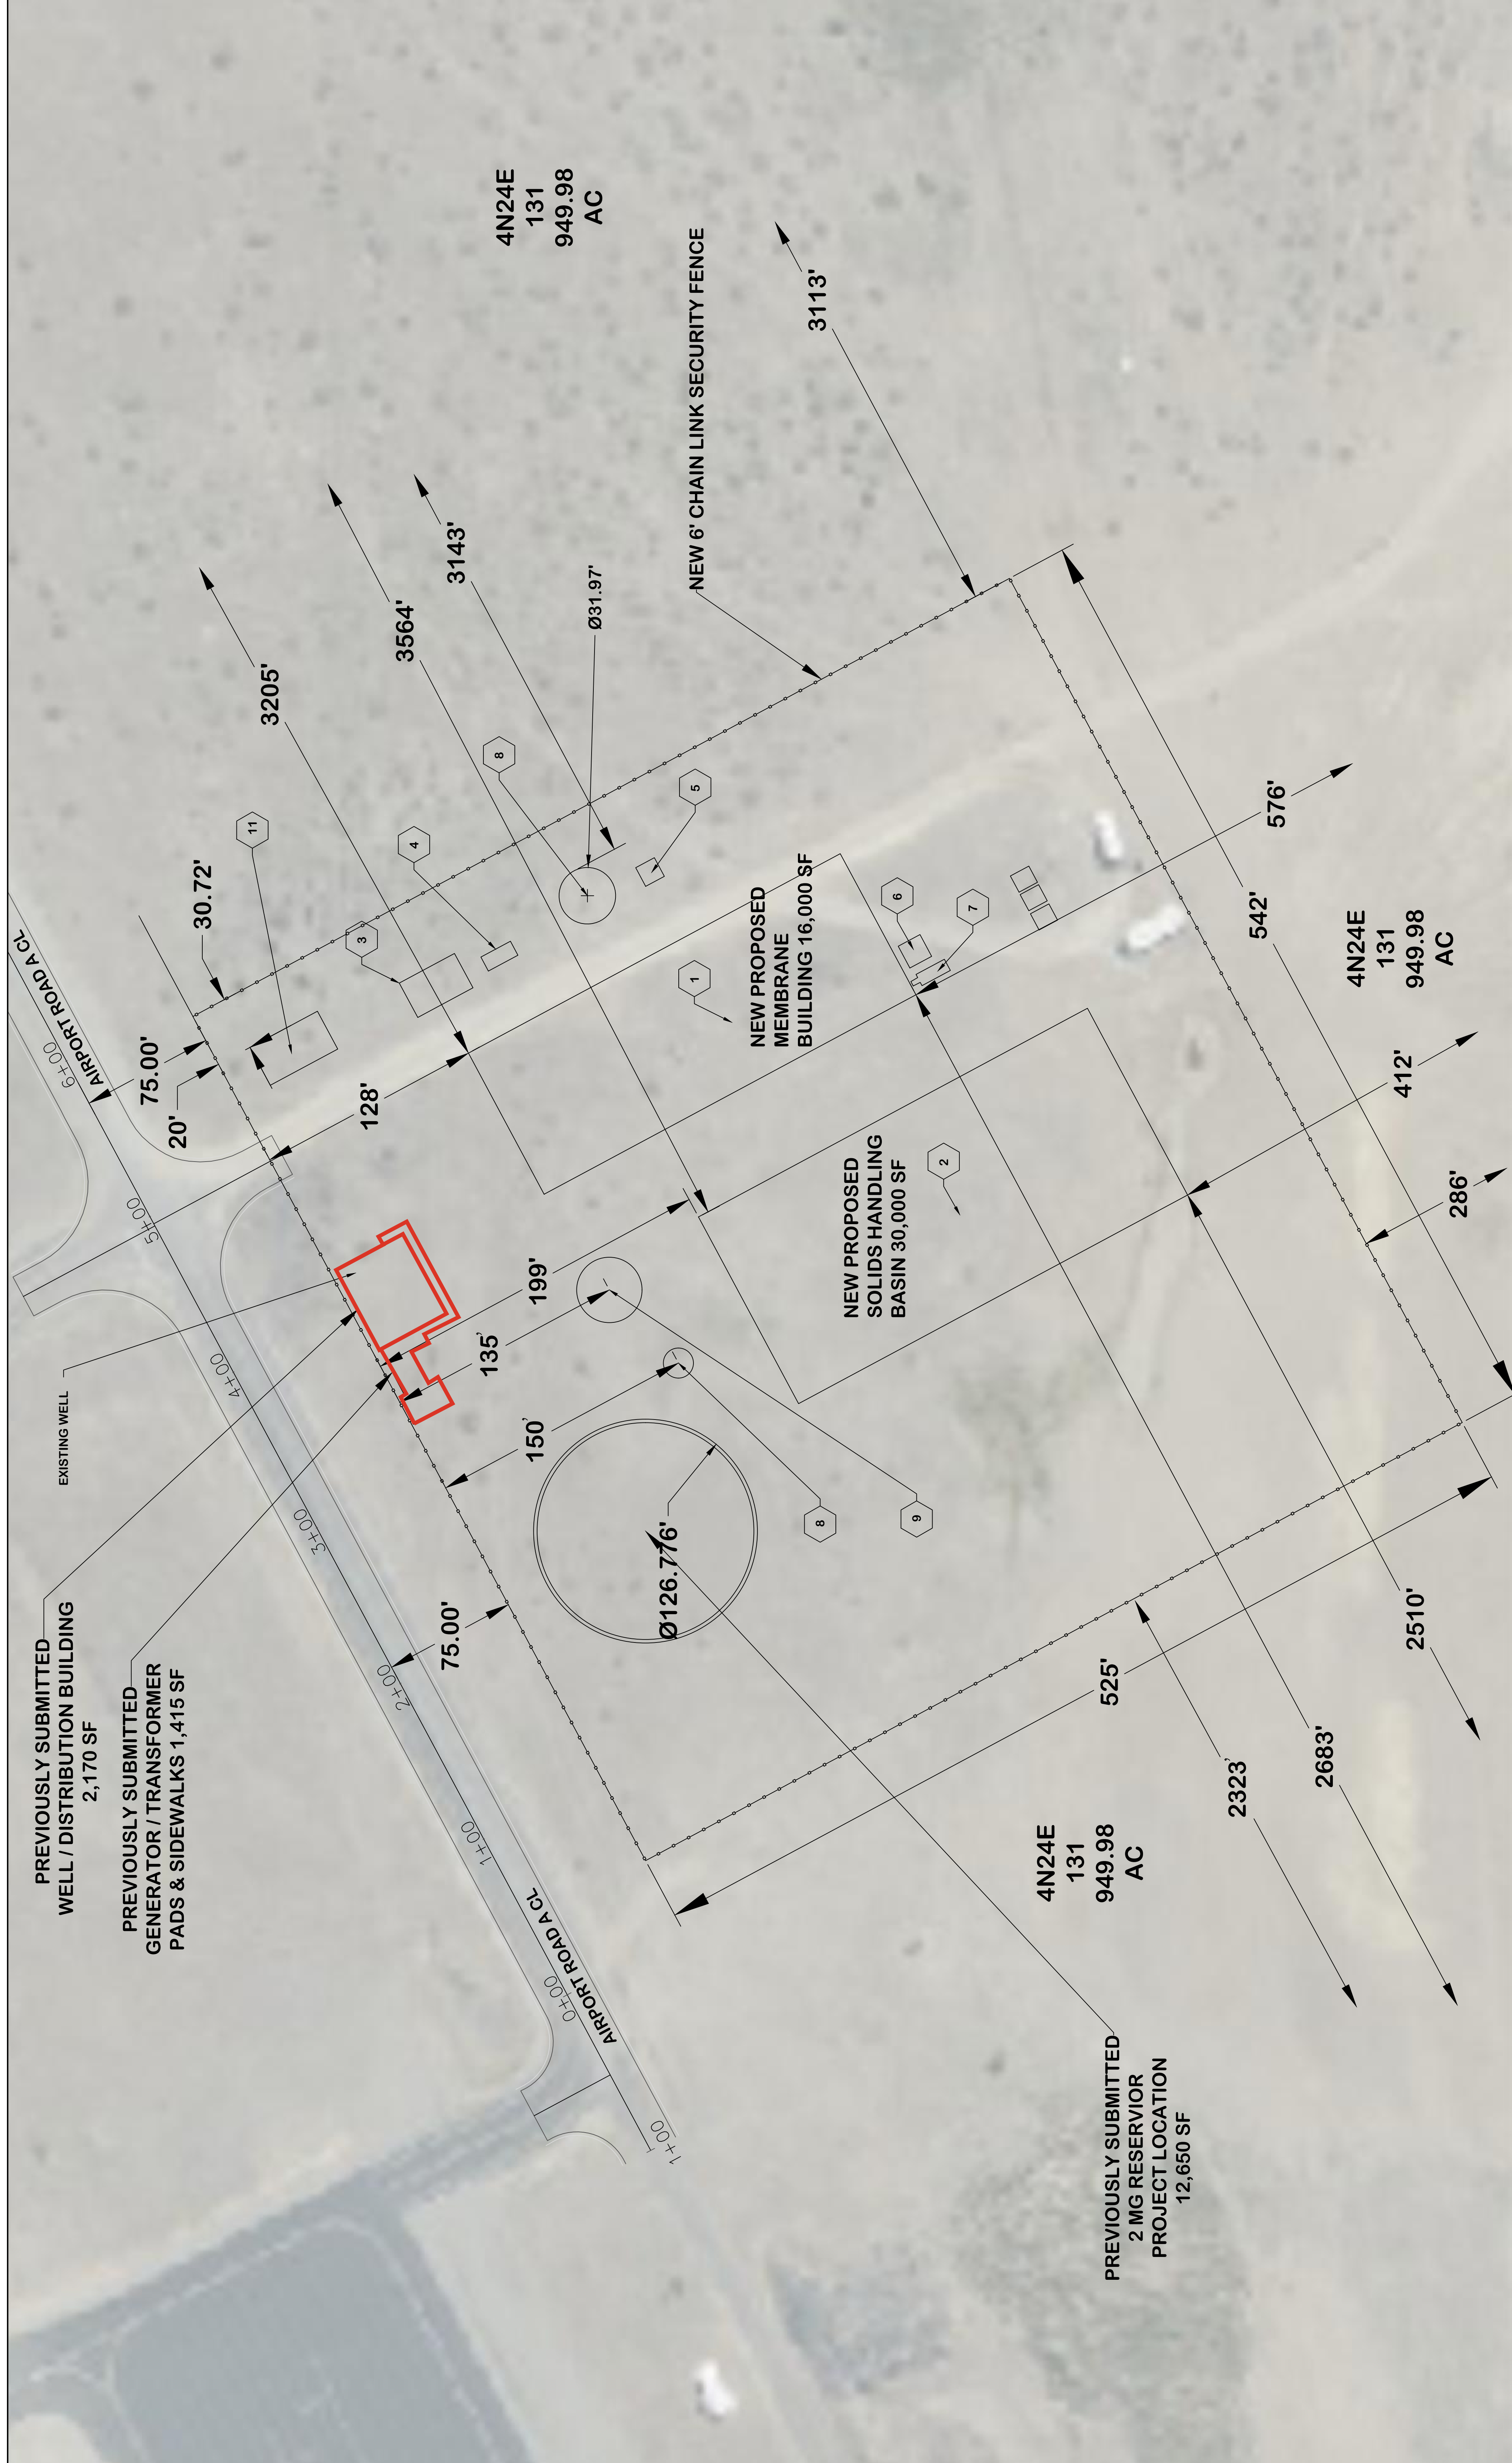 PREVIOUSLY SUBMITTED
WELL / DISTRIBUTION BUILDING
2,170 SF
PREVIOUSLY SUBMITTED
GENERATOR / TRANSFORMER
PADS & SIDEWALKS 1,415 SF
EXISTING WELL
AIRPORT ROAD A CL
6+00
5+00
4+00
3+00
2+00
1+00
0+00
1+00
AIRPORT ROAD A CL
75.00'
20'
30.72'
11
128'
3
4
3205'
3564'
3143'
8
Ø31.97'
5
4N24E
131
949.98
AC
NEW 6' CHAIN LINK SECURITY FENCE
3113'
199'
135'
150'
75.00'
Ø126.776'
8
9
1
NEW PROPOSED
MEMBRANE
BUILDING 16,000 SF
NEW PROPOSED
SOLIDS HANDLING
BASIN 30,000 SF
2
6
7
576'
542'
412'
286'
4N24E
131
949.98
AC
525'
2323'
2683'
2510'
4N24E
131
949.98
AC
PREVIOUSLY SUBMITTED
2 MG RESERVIOR
PROJECT LOCATION
12,650 SF